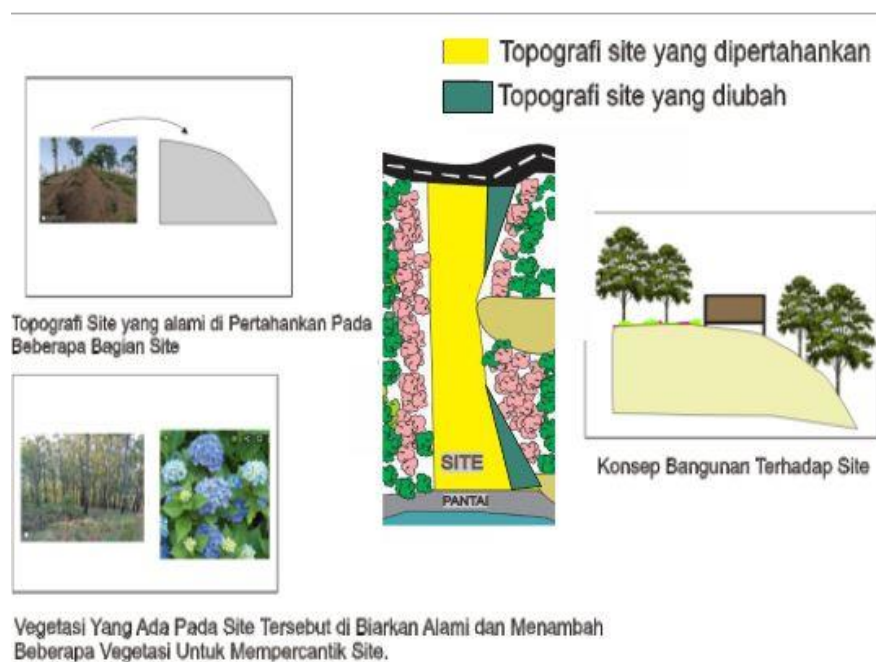 Topografi site yang dipertahankan
Topografi site yang diubah
Topografi Site yang alami di Pertahankan Pada
Beberapa Bagian Site
SITE
PANTAI
Konsep Bangunan Terhadap Site
Vegetasi Yang Ada Pada Site Tersebut di Biarkan Alami dan Menambah
Beberapa Vegetasi Untuk Mempercantik Site.